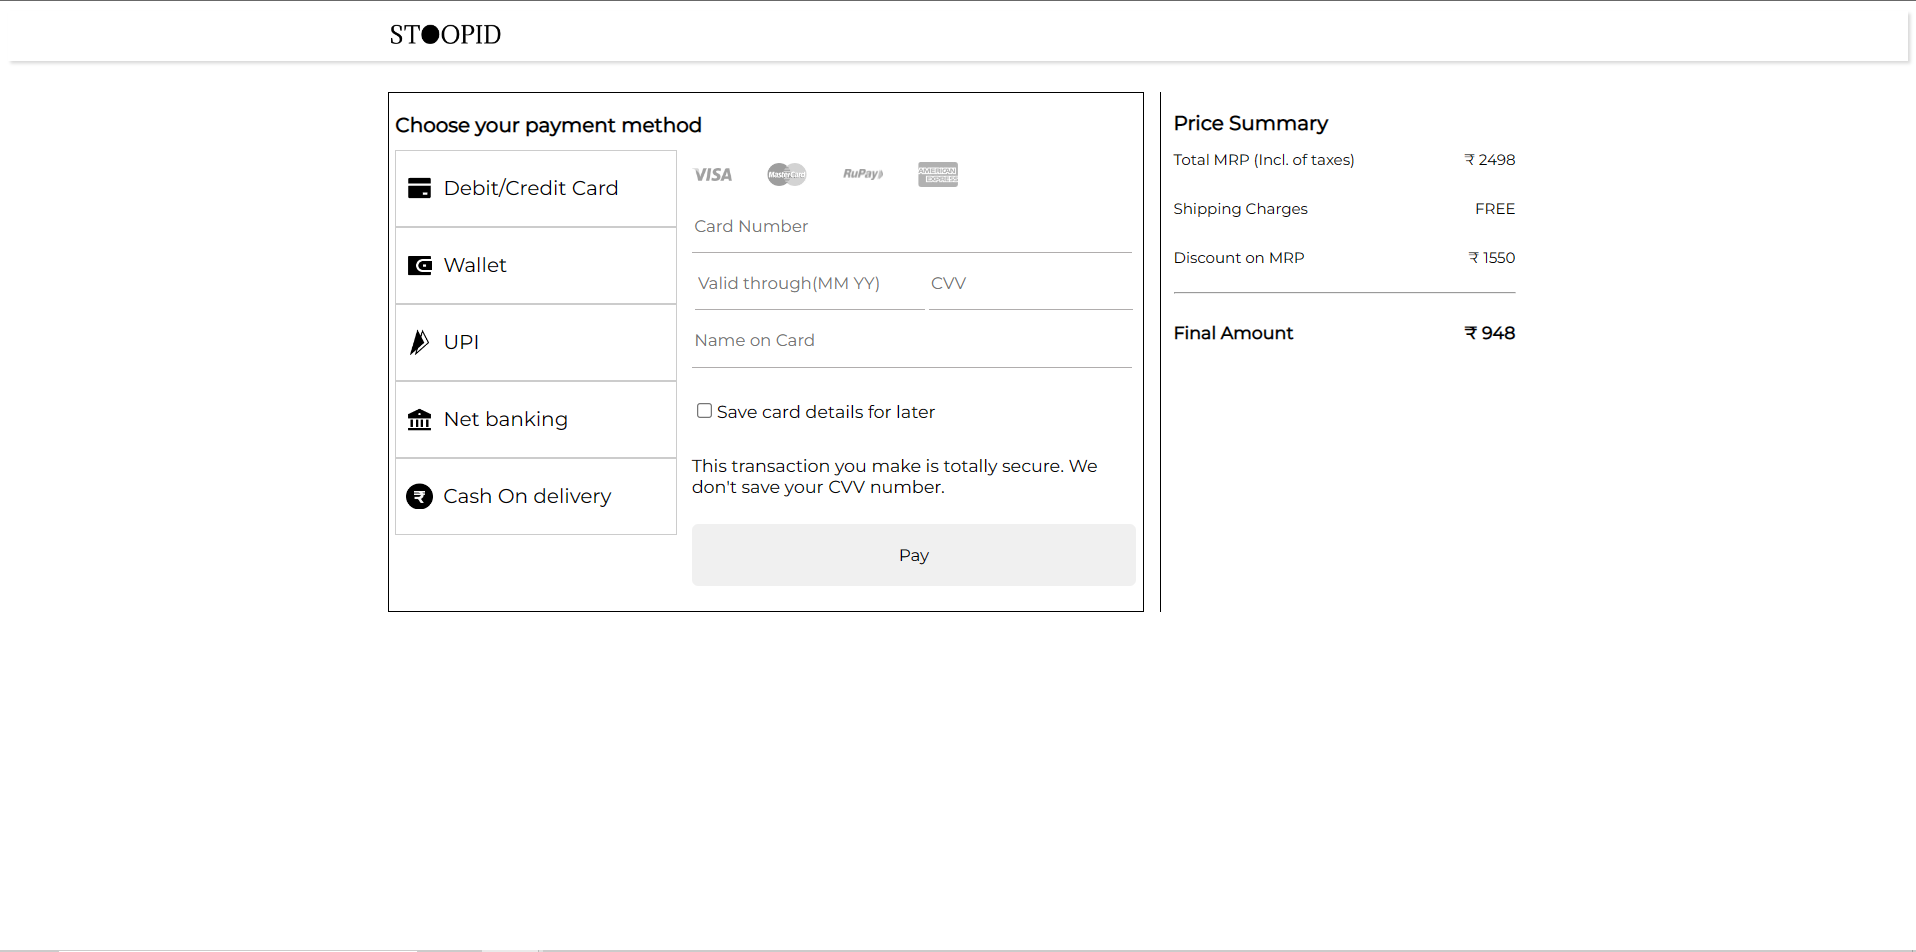 ST●OPID
Choose your payment method
Debit/Credit Card
Wallet
UPI
Net banking
Cash On delivery
VISA MasterCard RuPay AMERICAN EXPRESS
Card Number
Valid through(MM YY) CVV
Name on Card
Save card details for later
This transaction you make is totally secure. We
don't save your CVV number.
Pay
Price Summary
Total MRP (Incl. of taxes) ₹ 2498
Shipping Charges FREE
Discount on MRP ₹ 1550
Final Amount ₹ 948